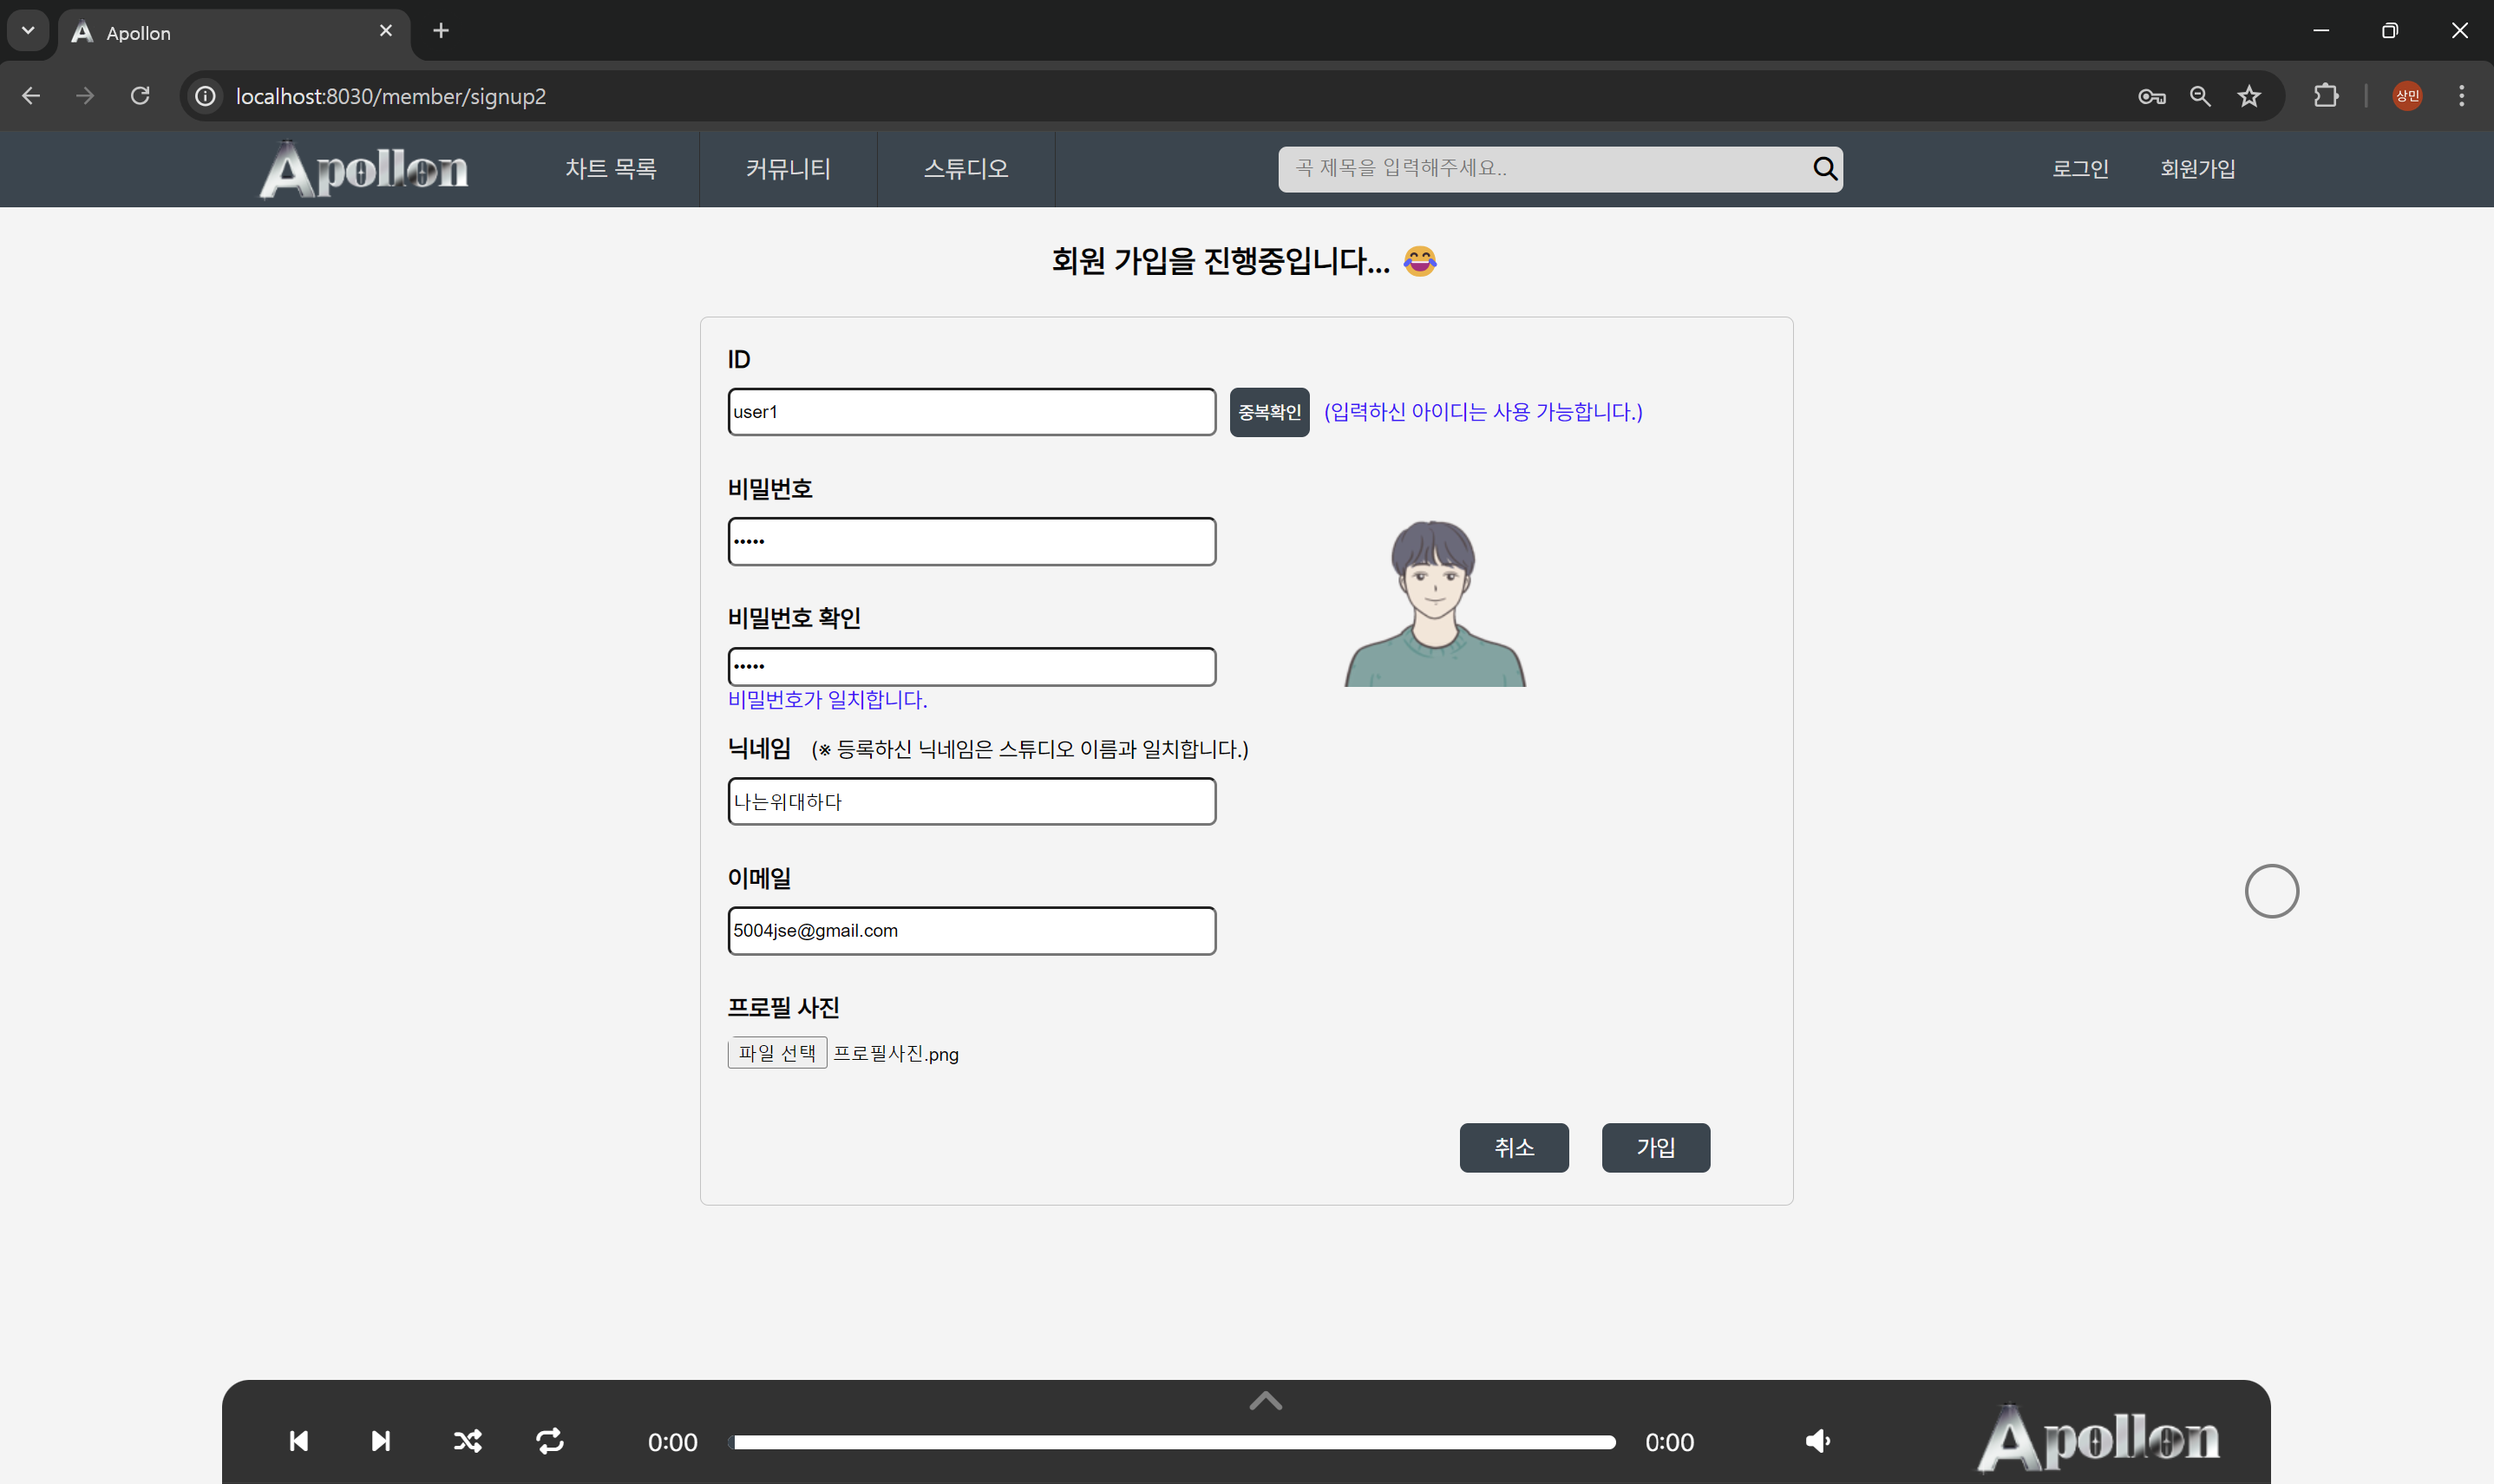 Apollon
localhost:8030/member/signup2
상민
Apollon
차트 목록
커뮤니티
스튜디오
곡 제목을 입력해주세요..
로그인
회원가입
회원 가입을 진행중입니다... 😂
ID
user1
중복확인
(입력하신 아이디는 사용 가능합니다.)
비밀번호
•••••
비밀번호 확인
•••••
비밀번호가 일치합니다.
닉네임 (※ 등록하신 닉네임은 스튜디오 이름과 일치합니다.)
나는위대하다
이메일
5004jse@gmail.com
프로필 사진
파일 선택 프로필사진.png
취소
가입
0:00
0:00
Apollon